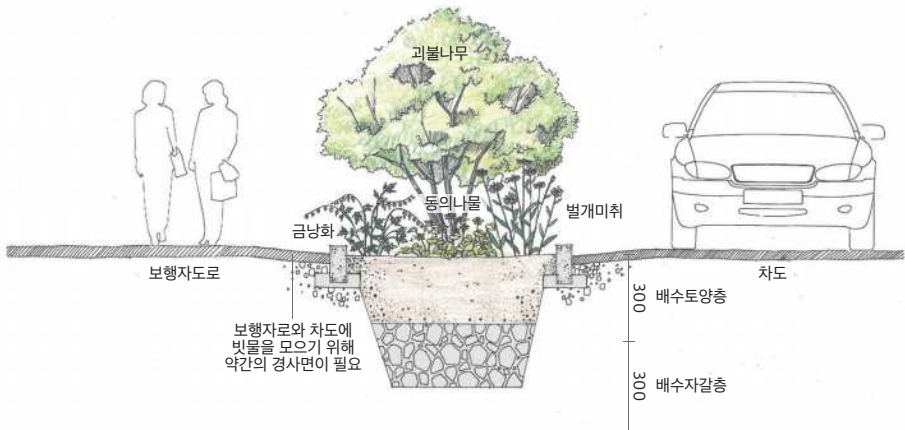 괴불나무
동의나물
벌개미취
금낭화
보행자도로
차도
300 배수토양층
보행자로와 차도에
빗물을 모으기 위해
약간의 경사면이 필요
300 배수자갈층